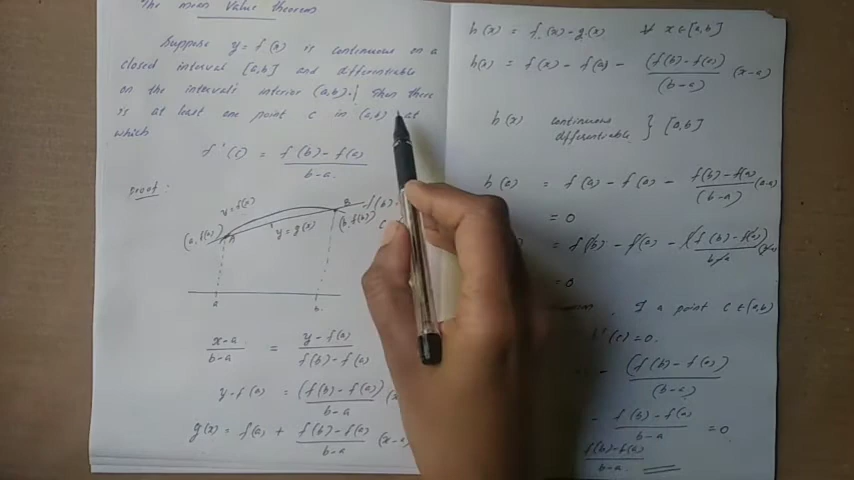 The mean Value theorem
Suppose y = f(x) is continuous on a
closed interval [a,b] and differentiable
on the intervals interior (a,b). Then there
is at least one point c in (a,b) at
which
f'(c) = f(b) - f(a) / b - a.
proof:
y = f(x)
(a, f(a)) A
B
(b, f(b))
y = g(x)
a
b
x-a / b-a = y - f(a) / f(b) - f(a)
y - f(a) = (f(b) - f(a)) / b - a
g(x) = f(a) + f(b) - f(a) / b - a (x-a)
h(x) = f(x) - g(x) ∀ x ∈ [a,b]
h(x) = f(x) - f(a) - (f(b) - f(a)) / (b-a) (x-a)
h(x) continuous
differentiable } [a,b]
h(a) = f(a) - f(a) - f(b) - f(a) / (b-a) (a-a)
= 0
= f(b) - f(a) - (f(b) - f(a)) / b-a
= 0
a point c ∈ (a,b)
h'(c) = 0.
- (f(b) - f(a)) / (b-a)
- f(b) - f(a) / b-a = 0
f(b) - f(a) / b-a.